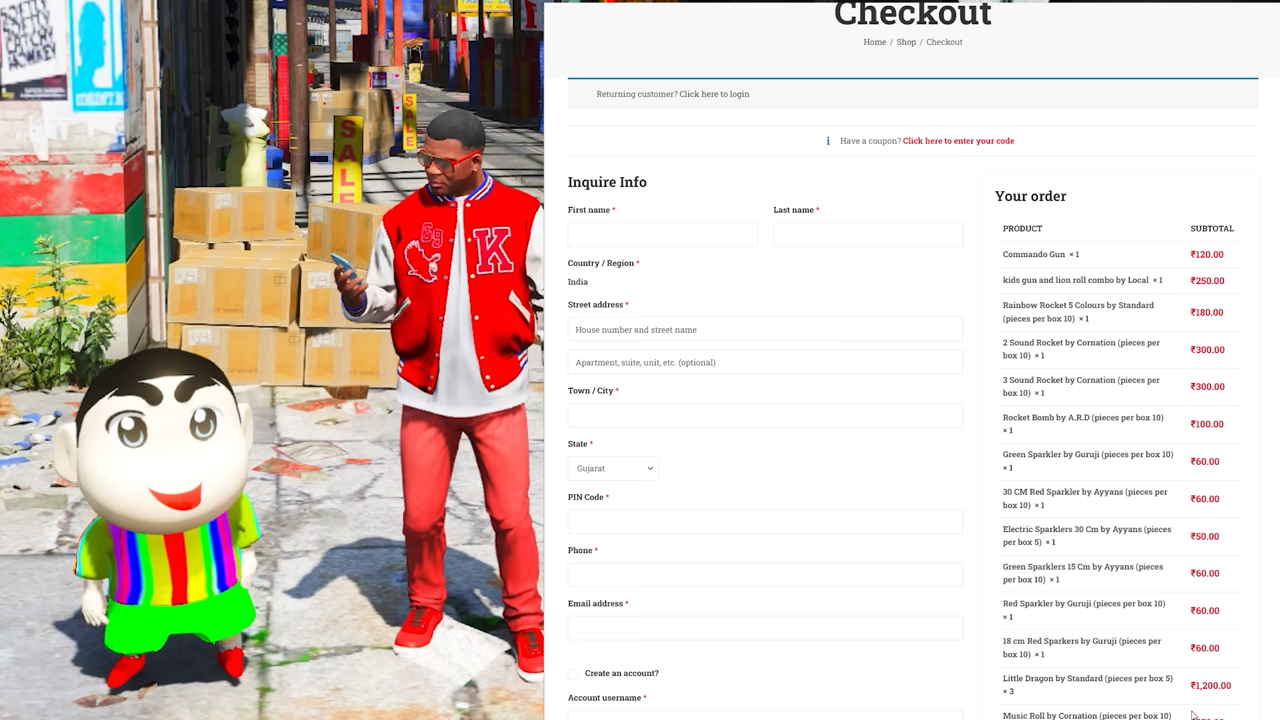 SALE
SALE
69
K
Checkout
Home / Shop / Checkout
Returning customer? Click here to login
Have a coupon? Click here to enter your code
Inquire Info
First name *
Last name *
Country / Region *
India
Street address *
House number and street name
Apartment, suite, unit, etc. (optional)
Town / City *
State *
Gujarat
PIN Code *
Phone *
Email address *
Create an account?
Account username *
Your order
PRODUCT SUBTOTAL
Commando Gun × 1 ₹120.00
kids gun and lion roll combo by Local × 1 ₹250.00
Rainbow Rocket 5 Colours by Standard
(pieces per box 10) × 1 ₹180.00
2 Sound Rocket by Cornation (pieces per
box 10) × 1 ₹300.00
3 Sound Rocket by Cornation (pieces per
box 10) × 1 ₹300.00
Rocket Bomb by A.R.D (pieces per box 10)
× 1 ₹100.00
Green Sparkler by Guruji (pieces per box 10)
× 1 ₹60.00
30 CM Red Sparkler by Ayyans (pieces per
box 10) × 1 ₹60.00
Electric Sparklers 30 Cm by Ayyans (pieces
per box 5) × 1 ₹50.00
Green Sparklers 15 Cm by Ayyans (pieces
per box 10) × 1 ₹60.00
Red Sparkler by Guruji (pieces per box 10)
× 1 ₹60.00
18 cm Red Sparkers by Guruji (pieces per
box 10) × 1 ₹60.00
Little Dragon by Standard (pieces per box 5)
× 3 ₹1,200.00
Music Roll by Cornation (pieces per box 10)